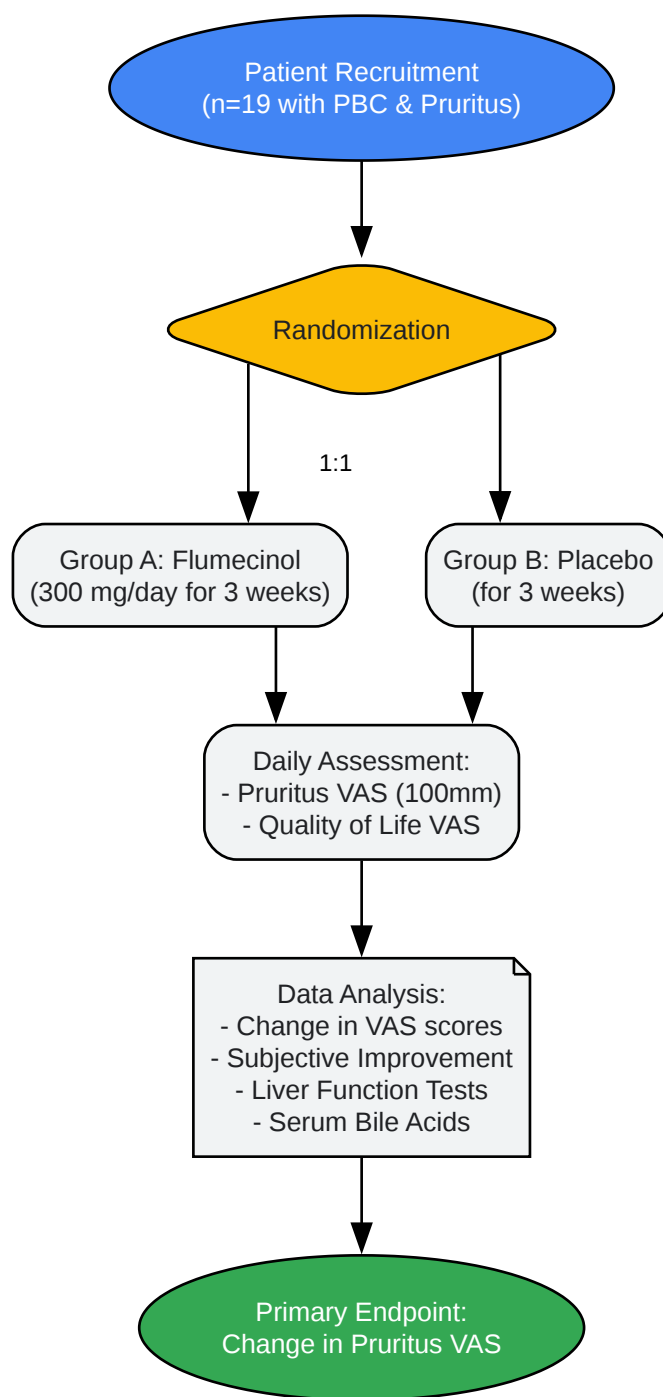 Patient Recruitment
(n=19 with PBC & Pruritus)
Randomization
1:1
Group A: Flumecinol
(300 mg/day for 3 weeks)
Group B: Placebo
(for 3 weeks)
Daily Assessment:
- Pruritus VAS (100mm)
- Quality of Life VAS
Data Analysis:
- Change in VAS scores
- Subjective Improvement
- Liver Function Tests
- Serum Bile Acids
Primary Endpoint:
Change in Pruritus VAS